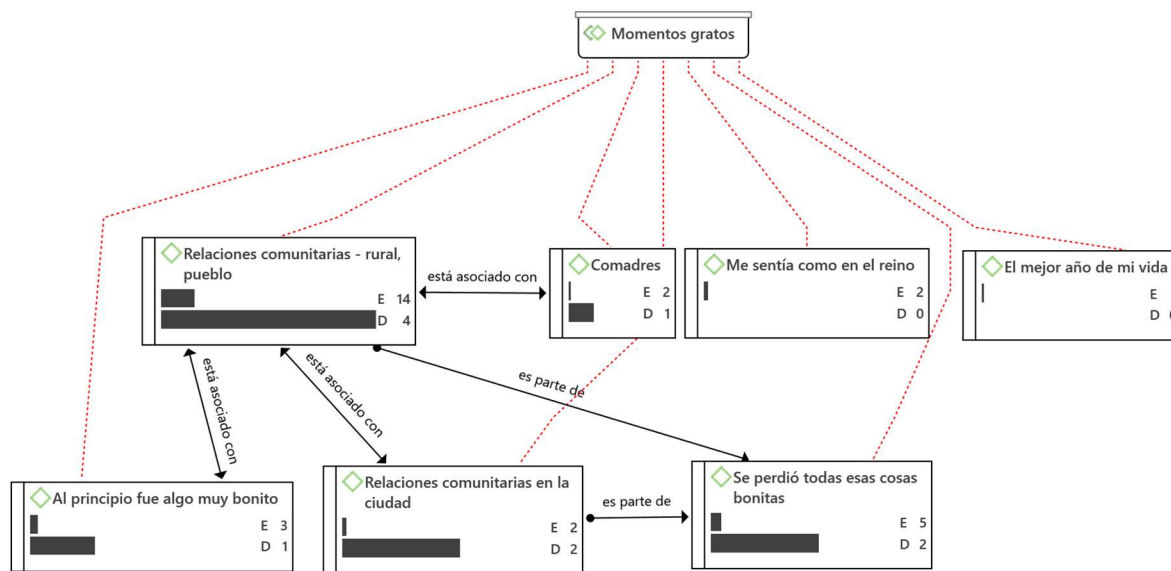 Momentos gratos
Relaciones comunitarias - rural,
pueblo
E 14
D 4
está asociado con
Comadres
E 2
D 1
Me sentía como en el reino
E 2
D 0
El mejor año de mi vida
E
D
está asociado con
está asociado con
es parte de
Al principio fue algo muy bonito
E 3
D 1
Relaciones comunitarias en la
ciudad
E 2
D 2
es parte de
Se perdió todas esas cosas
bonitas
E 5
D 2